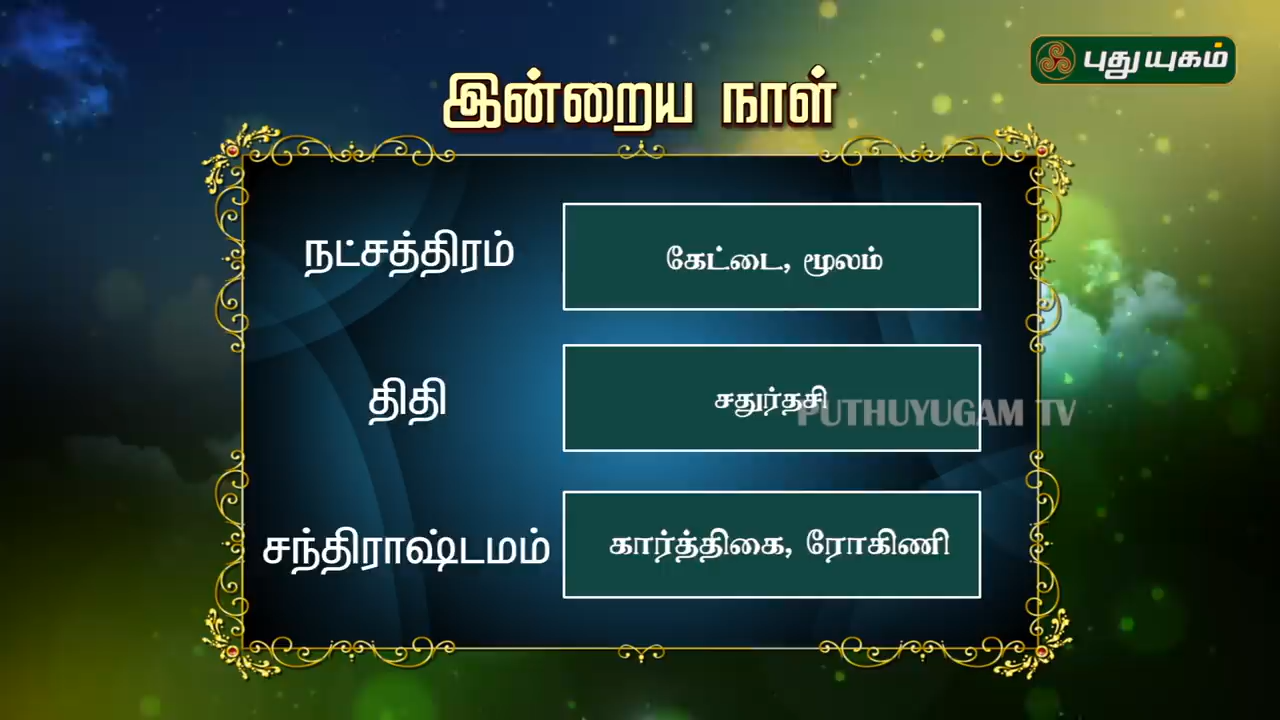 புதுயுகம்
இன்றைய நாள்
நட்சத்திரம்
கேட்டை, மூலம்
திதி
சதுர்தசி
PUTHUYUGAM TV
சந்திராஷ்டமம்
கார்த்திகை, ரோகிணி